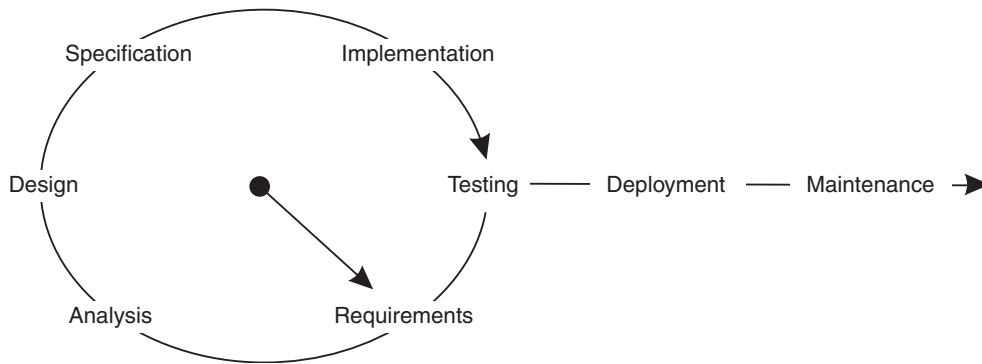 Specification
Implementation
Design
Testing
Deployment
Maintenance
Analysis
Requirements